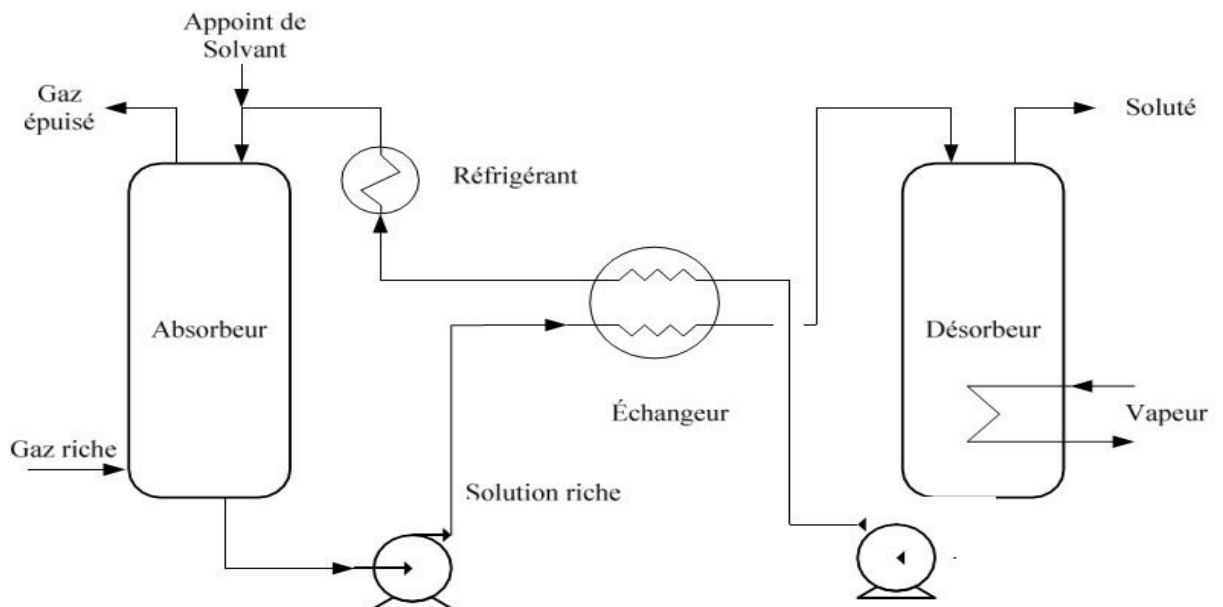 Appoint de
Solvant
Gaz
épuisé
Soluté
Réfrigérant
Absorbeur
Désorbeur
Échangeur
Vapeur
Gaz riche
Solution riche